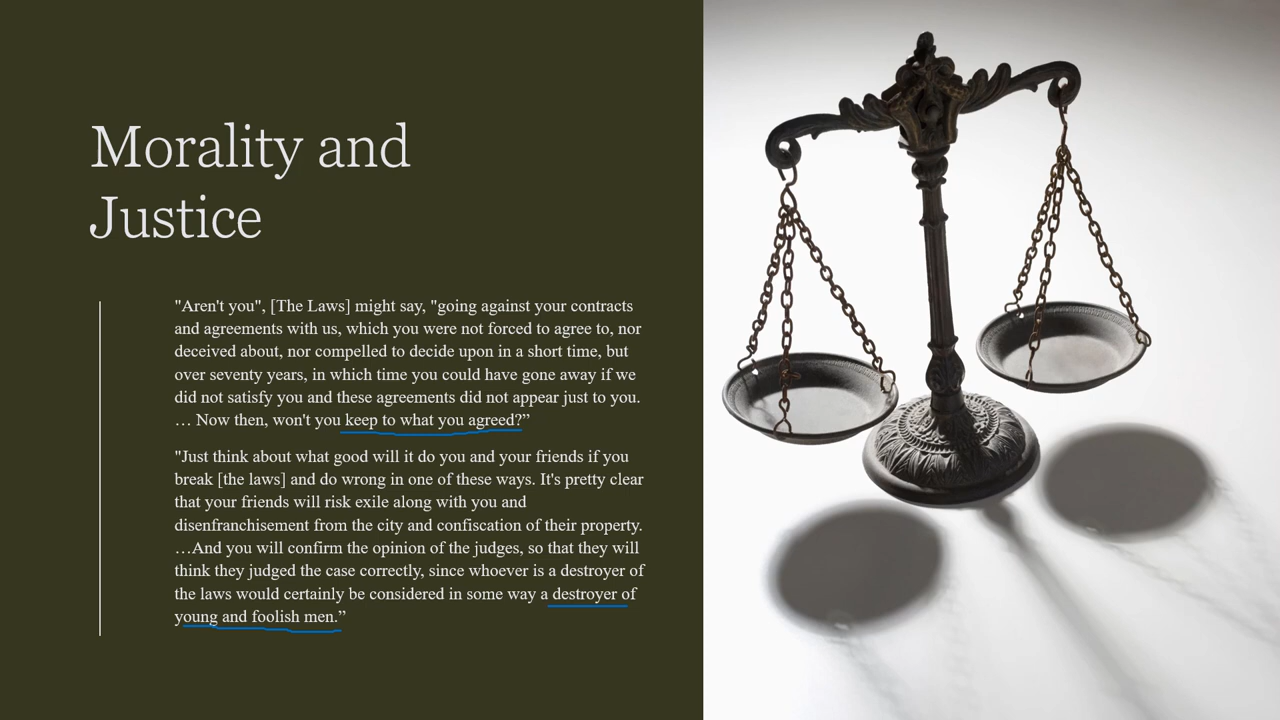 Morality and
Justice
"Aren't you", [The Laws] might say, "going against your contracts
and agreements with us, which you were not forced to agree to, nor
deceived about, nor compelled to decide upon in a short time, but
over seventy years, in which time you could have gone away if we
did not satisfy you and these agreements did not appear just to you.
… Now then, won't you keep to what you agreed?”
"Just think about what good will it do you and your friends if you
break [the laws] and do wrong in one of these ways. It's pretty clear
that your friends will risk exile along with you and
disenfranchisement from the city and confiscation of their property.
…And you will confirm the opinion of the judges, so that they will
think they judged the case correctly, since whoever is a destroyer of
the laws would certainly be considered in some way a destroyer of
young and foolish men.”